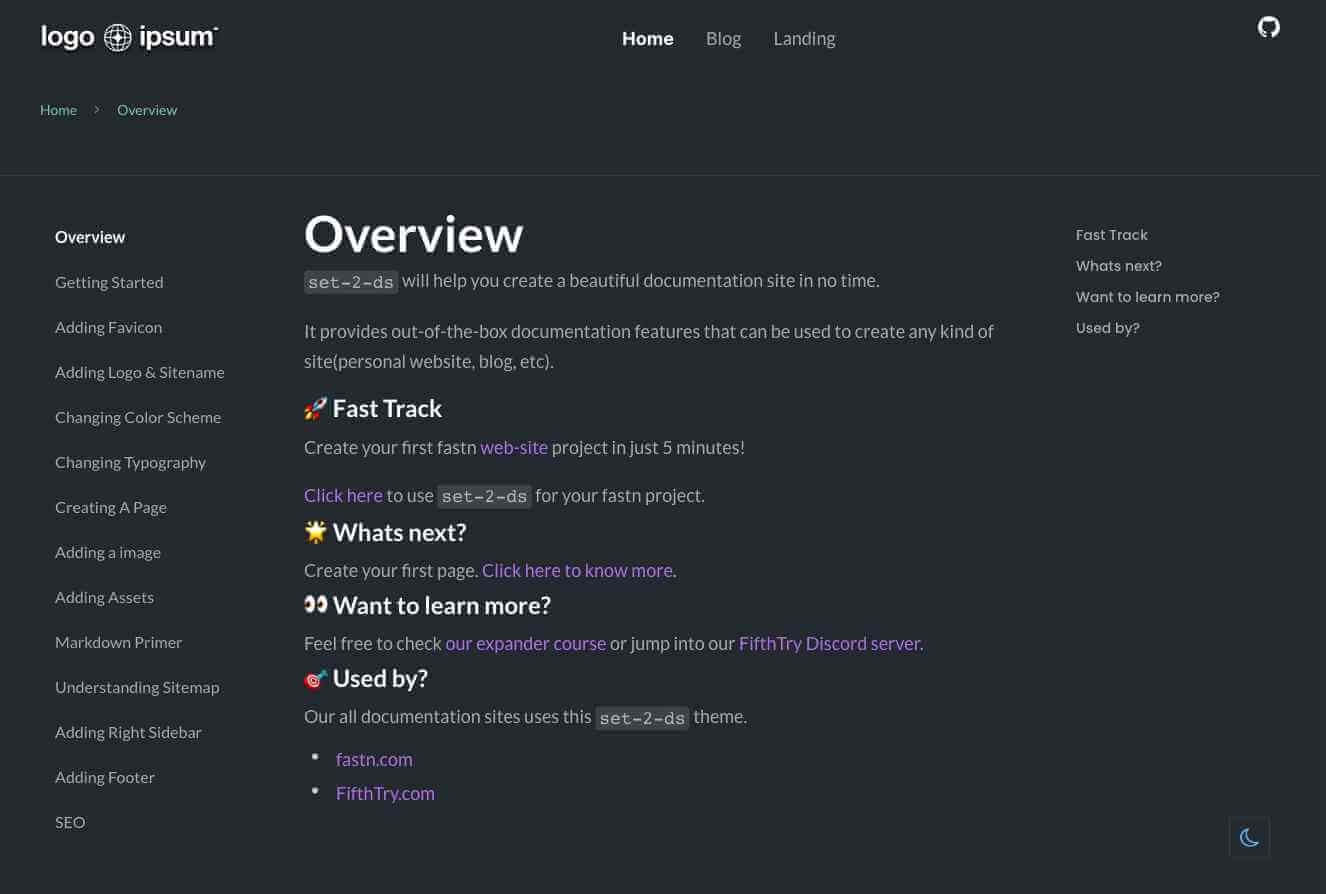 logo ipsum
Home Blog Landing
Home > Overview
Overview
Getting Started
Adding Favicon
Adding Logo & Sitename
Changing Color Scheme
Changing Typography
Creating A Page
Adding a image
Adding Assets
Markdown Primer
Understanding Sitemap
Adding Right Sidebar
Adding Footer
SEO
Overview
set-2-ds will help you create a beautiful documentation site in no time.
It provides out-of-the-box documentation features that can be used to create any kind of
site(personal website, blog, etc).
🚀 Fast Track
Create your first fastn web-site project in just 5 minutes!
Click here to use set-2-ds for your fastn project.
🌟 Whats next?
Create your first page. Click here to know more.
👀 Want to learn more?
Feel free to check our expander course or jump into our FifthTry Discord server.
🎯 Used by?
Our all documentation sites uses this set-2-ds theme.
• fastn.com
• FifthTry.com
Fast Track
Whats next?
Want to learn more?
Used by?